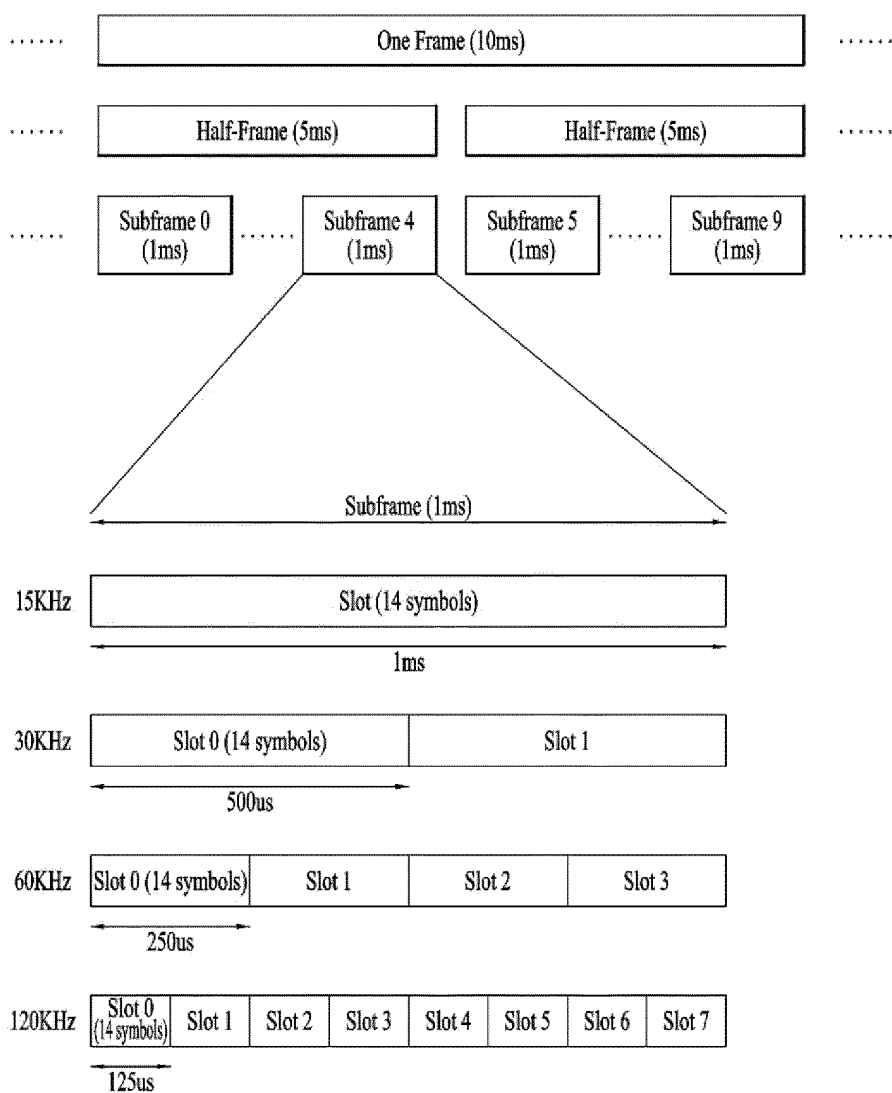 ...... One Frame (10ms) ......
...... Half-Frame (5ms) Half-Frame (5ms) ......
...... Subframe 0 ...... Subframe 4 Subframe 5 ...... Subframe 9 ......
(1ms) (1ms) (1ms) (1ms)
Subframe (1ms)
15KHz Slot (14 symbols)
1ms
30KHz Slot 0 (14 symbols) Slot 1
500us
60KHz Slot 0 (14 symbols) Slot 1 Slot 2 Slot 3
250us
120KHz Slot 0 Slot 1 Slot 2 Slot 3 Slot 4 Slot 5 Slot 6 Slot 7
(14 symbols)
125us